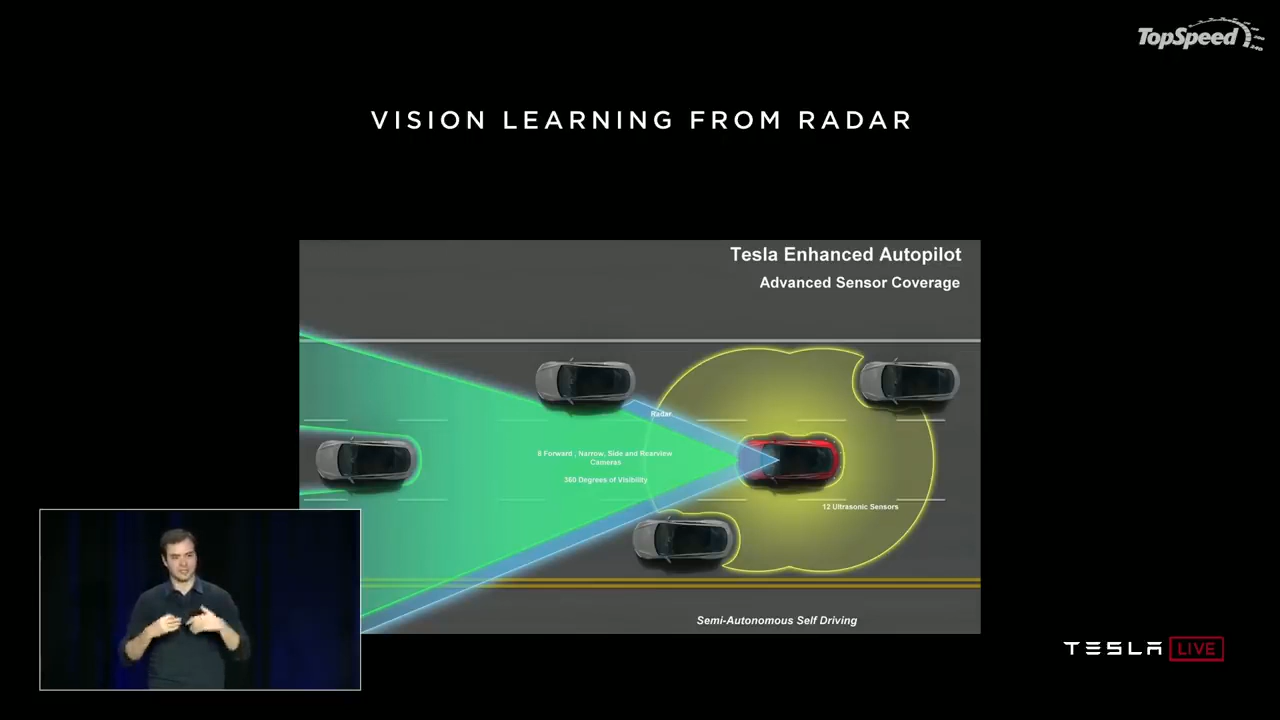 TopSpeed
VISION LEARNING FROM RADAR
Tesla Enhanced Autopilot
Advanced Sensor Coverage
Radar
8 Forward , Narrow, Side and Rearview
Cameras
360 Degrees of Visibility
12 Ultrasonic Sensors
Semi-Autonomous Self Driving
TESLA LIVE